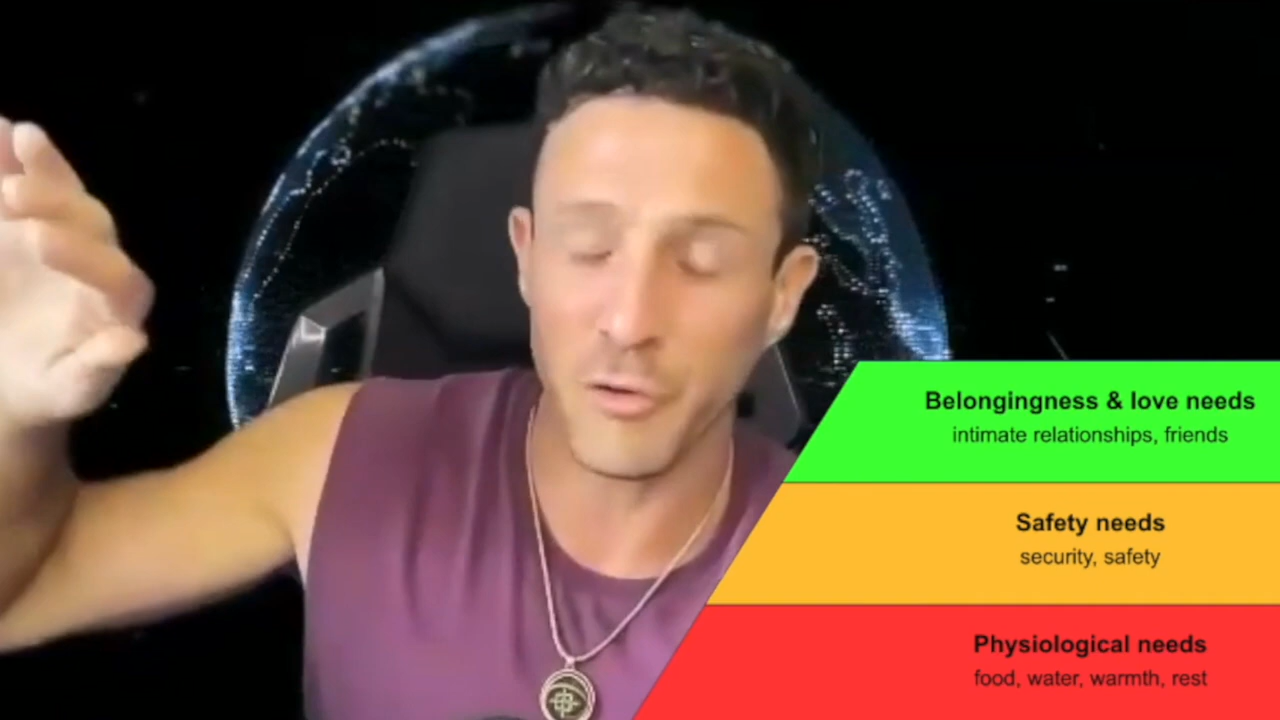 Belongingness & love needs
intimate relationships, friends
Safety needs
security, safety
Physiological needs
food, water, warmth, rest